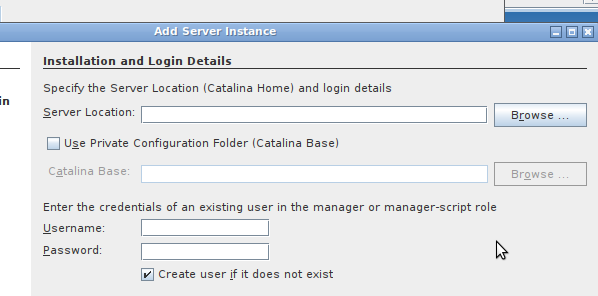 Add Server Instance
Installation and Login Details
Specify the Server Location (Catalina Home) and login details
in
Server Location:
Browse ...
Use Private Configuration Folder (Catalina Base)
Catalina Base:
Browse ...
Enter the credentials of an existing user in the manager or manager-script role
Username:
Password:
Create user if it does not exist